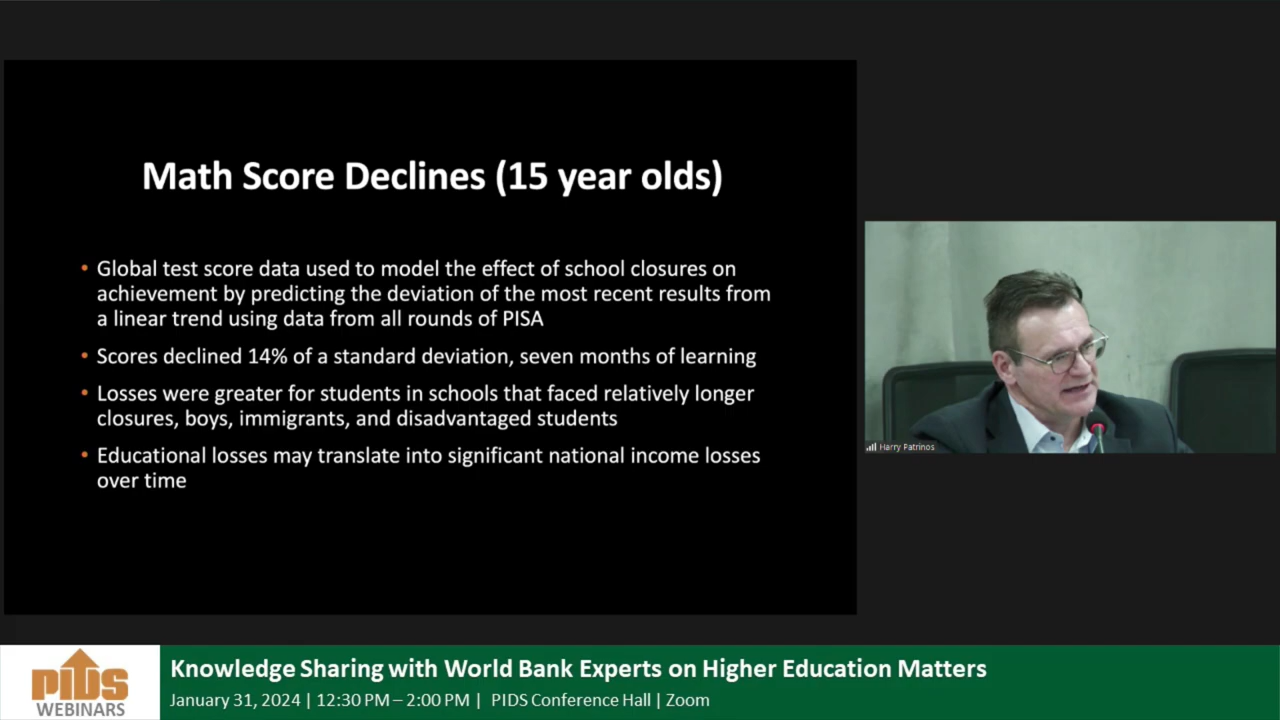 Math Score Declines (15 year olds)
• Global test score data used to model the effect of school closures on
achievement by predicting the deviation of the most recent results from
a linear trend using data from all rounds of PISA
• Scores declined 14% of a standard deviation, seven months of learning
• Losses were greater for students in schools that faced relatively longer
closures, boys, immigrants, and disadvantaged students
• Educational losses may translate into significant national income losses
over time
Harry Patrinos
PIDS
WEBINARS
Knowledge Sharing with World Bank Experts on Higher Education Matters
January 31, 2024 | 12:30 PM – 2:00 PM | PIDS Conference Hall | Zoom